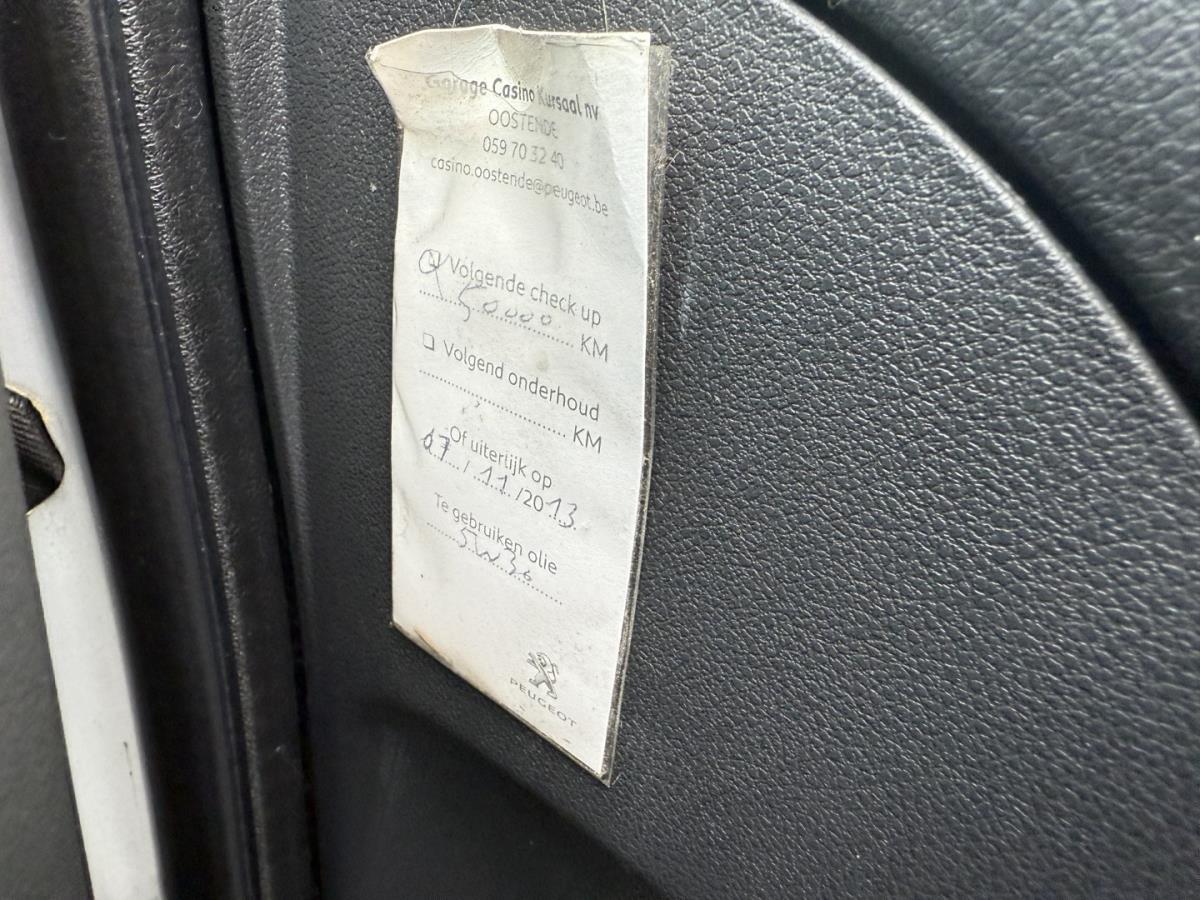 Garage Casino Kursaal nv
OOSTENDE
059 70 32 40
casino.oostende@peugeot.be
Volgende check up
50000 KM
Volgend onderhoud
KM
Of uiterlijk op
17/11/2013
Te gebruiken olie
5W30
PEUGEOT